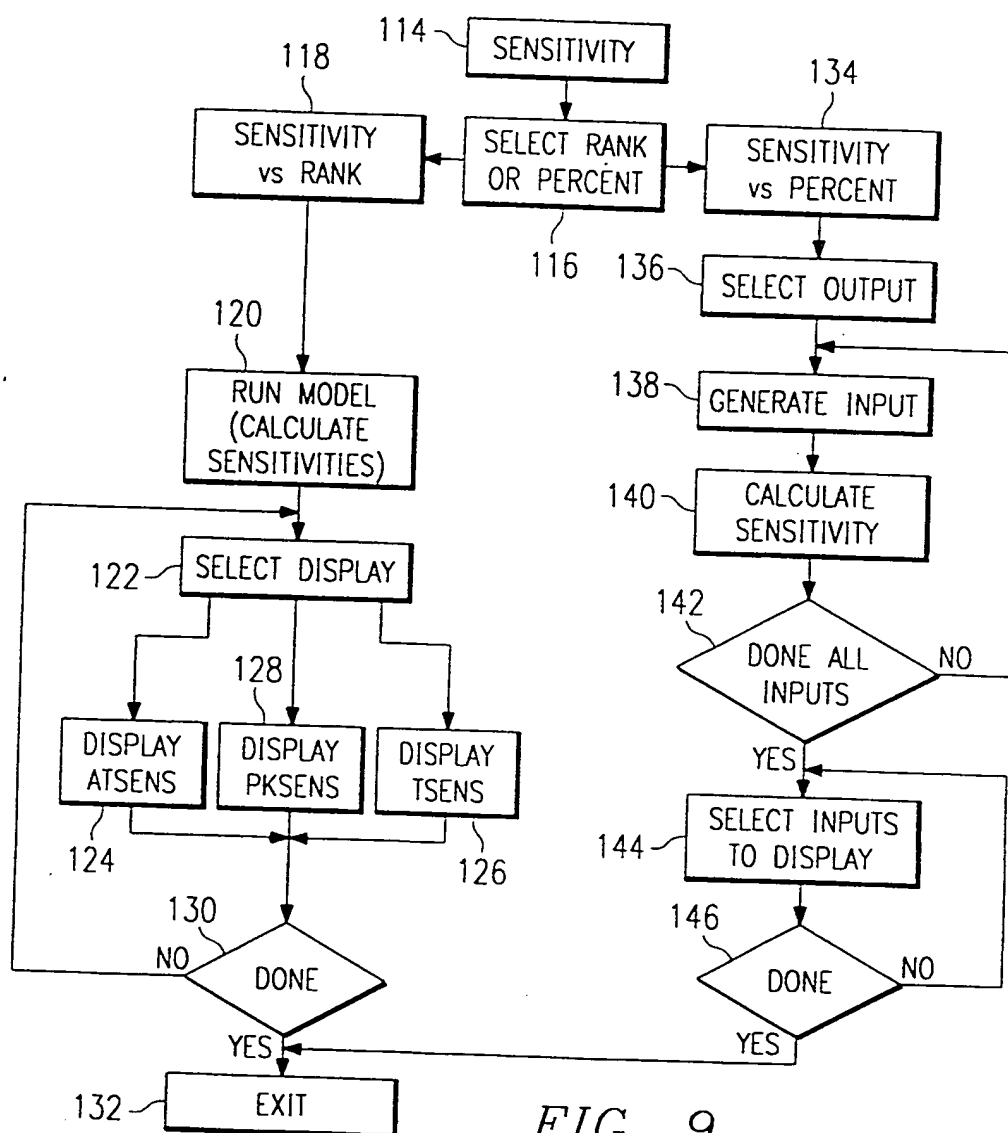 114
SENSITIVITY
118
SENSITIVITY
vs RANK
SELECT RANK
OR PERCENT
116
134
SENSITIVITY
vs PERCENT
136
SELECT OUTPUT
120
RUN MODEL
(CALCULATE
SENSITIVITIES)
138
GENERATE INPUT
140
CALCULATE
SENSITIVITY
122
SELECT DISPLAY
142
DONE ALL
INPUTS
NO
YES
DISPLAY
ATSENS
124
128
DISPLAY
PKSENS
DISPLAY
TSENS
126
144
SELECT INPUTS
TO DISPLAY
130
NO
DONE
YES
146
DONE
NO
YES
132
EXIT
FIG. 9